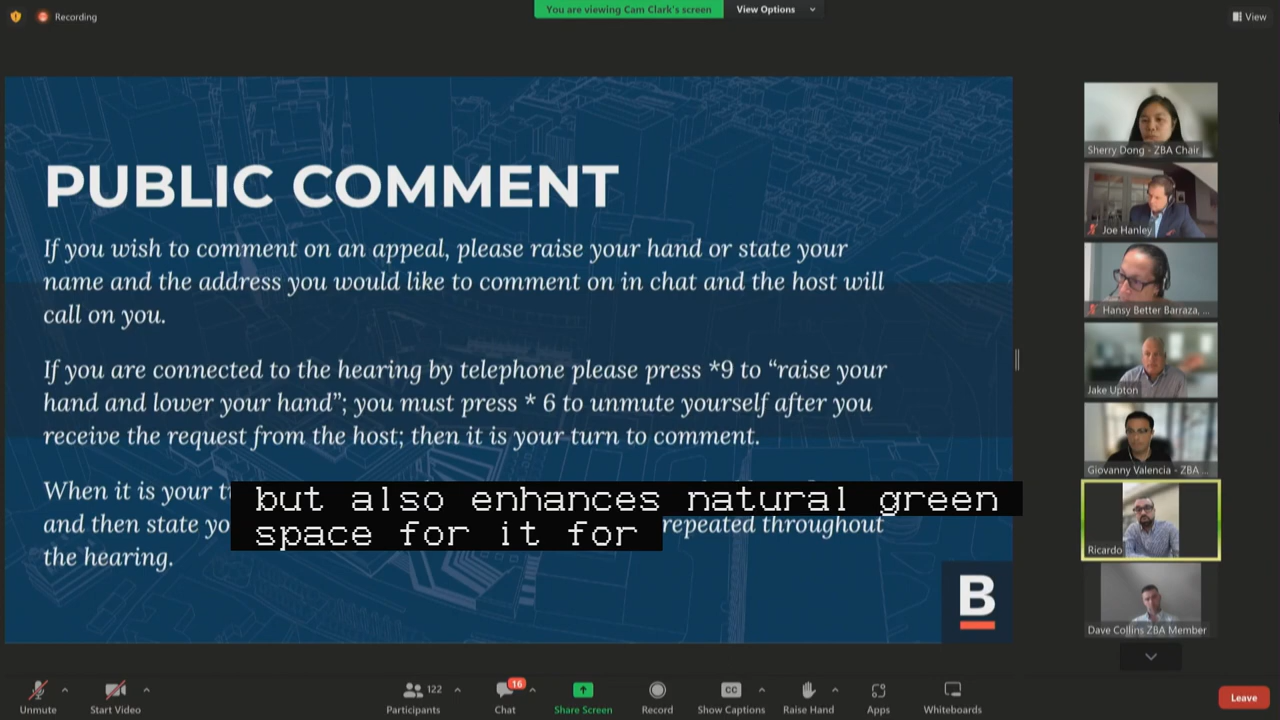 Recording
You are viewing Cam Clark's screen
View Options
View
PUBLIC COMMENT
If you wish to comment on an appeal, please raise your hand or state your
name and the address you would like to comment on in chat and the host will
call on you.
If you are connected to the hearing by telephone please press *9 to “raise your
hand and lower your hand”; you must press * 6 to unmute yourself after you
receive the request from the host; then it is your turn to comment.
When it is your
and then state repeated throughout
the hearing.
but also enhances natural green
space for it for
B
Sherry Dong - ZBA Chair
Joe Hanley
Hansy Better Barraza, ...
Jake Upton
Giovanny Valencia - ZBA ...
Ricardo
Dave Collins ZBA Member
Unmute
Start Video
122
Participants
16
Chat
Share Screen
Record
CC
Show Captions
Raise Hand
Apps
Whiteboards
Leave